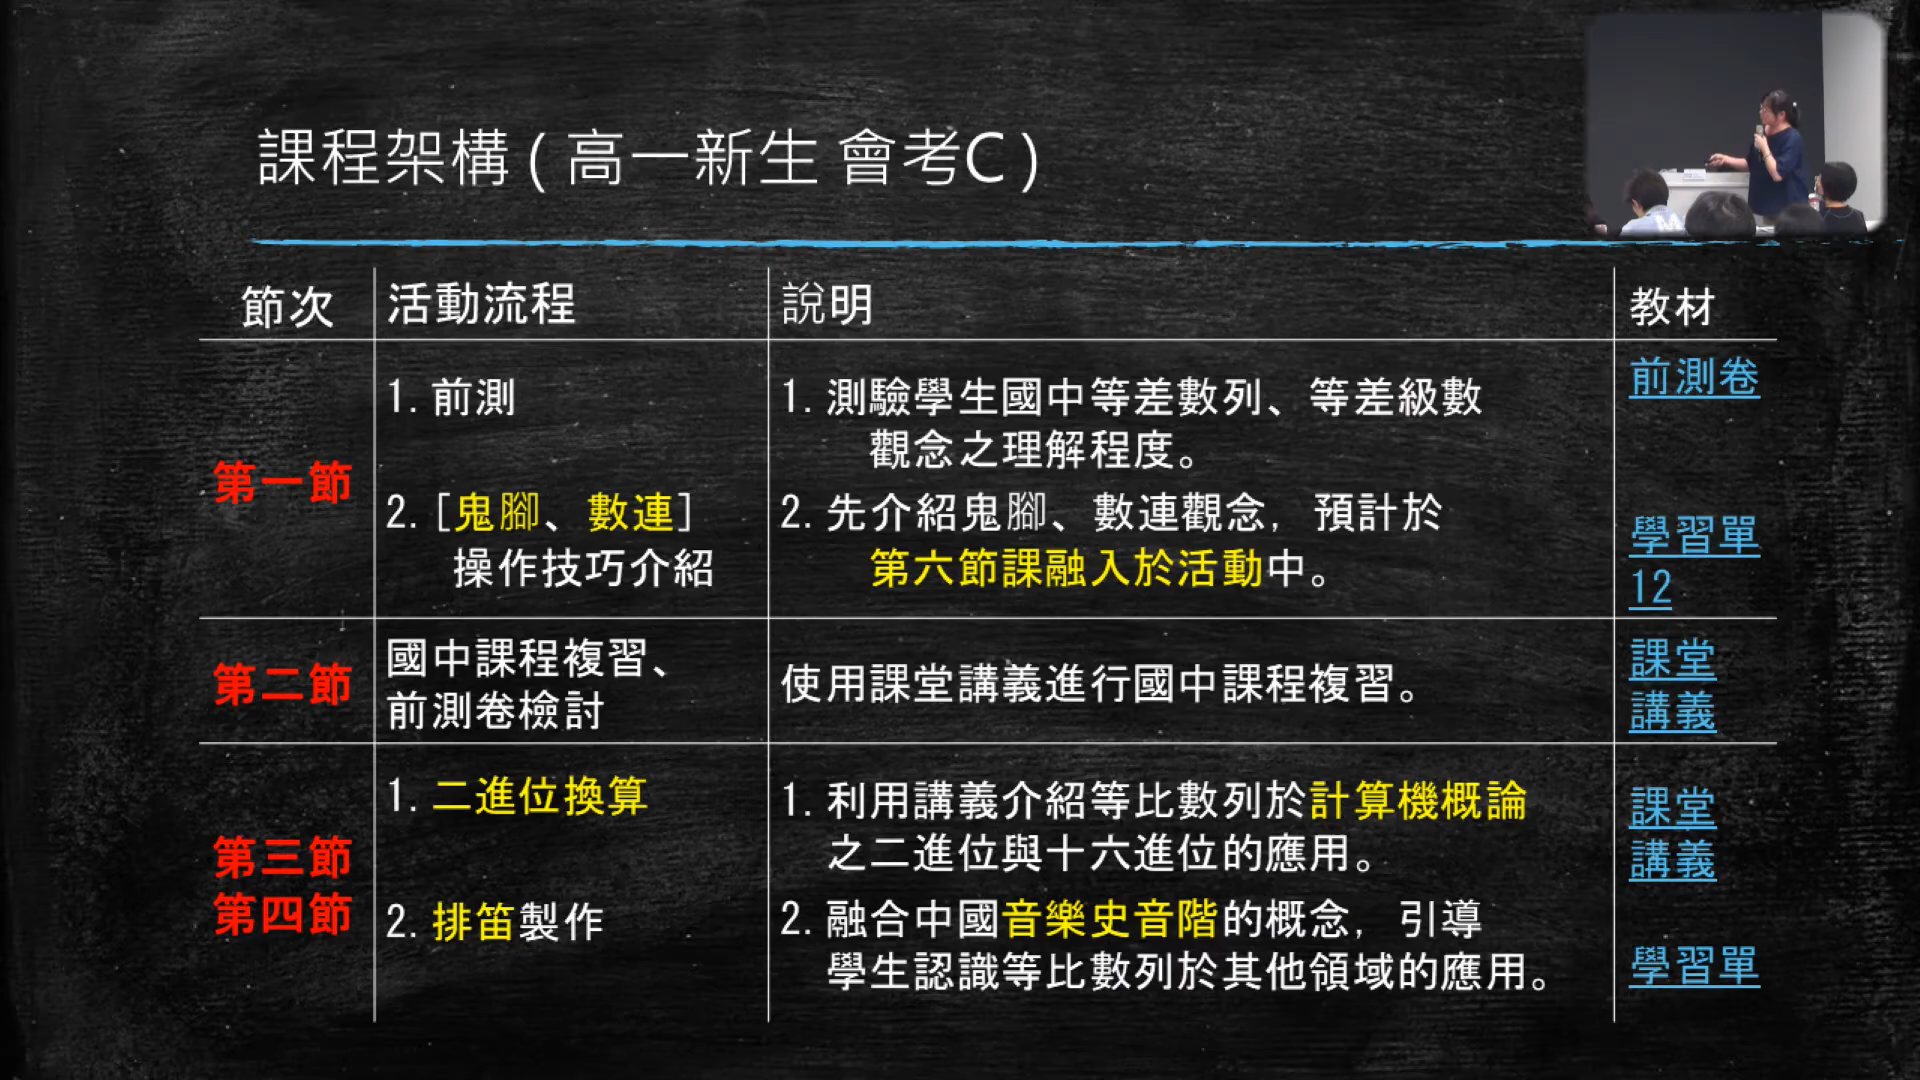 課程架構 ( 高一新生 會考C )
節次
活動流程
說明
教材
第一節
1. 前測
2. [鬼腳、數連]
操作技巧介紹
1. 測驗學生國中等差數列、等差級數
觀念之理解程度。
2. 先介紹鬼腳、數連觀念, 預計於
第六節課融入於活動中。
前測卷
學習單
12
第二節
國中課程複習、
前測卷檢討
使用課堂講義進行國中課程複習。
課堂
講義
第三節
第四節
1. 二進位換算
2. 排笛製作
1. 利用講義介紹等比數列於計算機概論
之二進位與十六進位的應用。
2. 融合中國音樂史音階的概念, 引導
學生認識等比數列於其他領域的應用。
課堂
講義
學習單